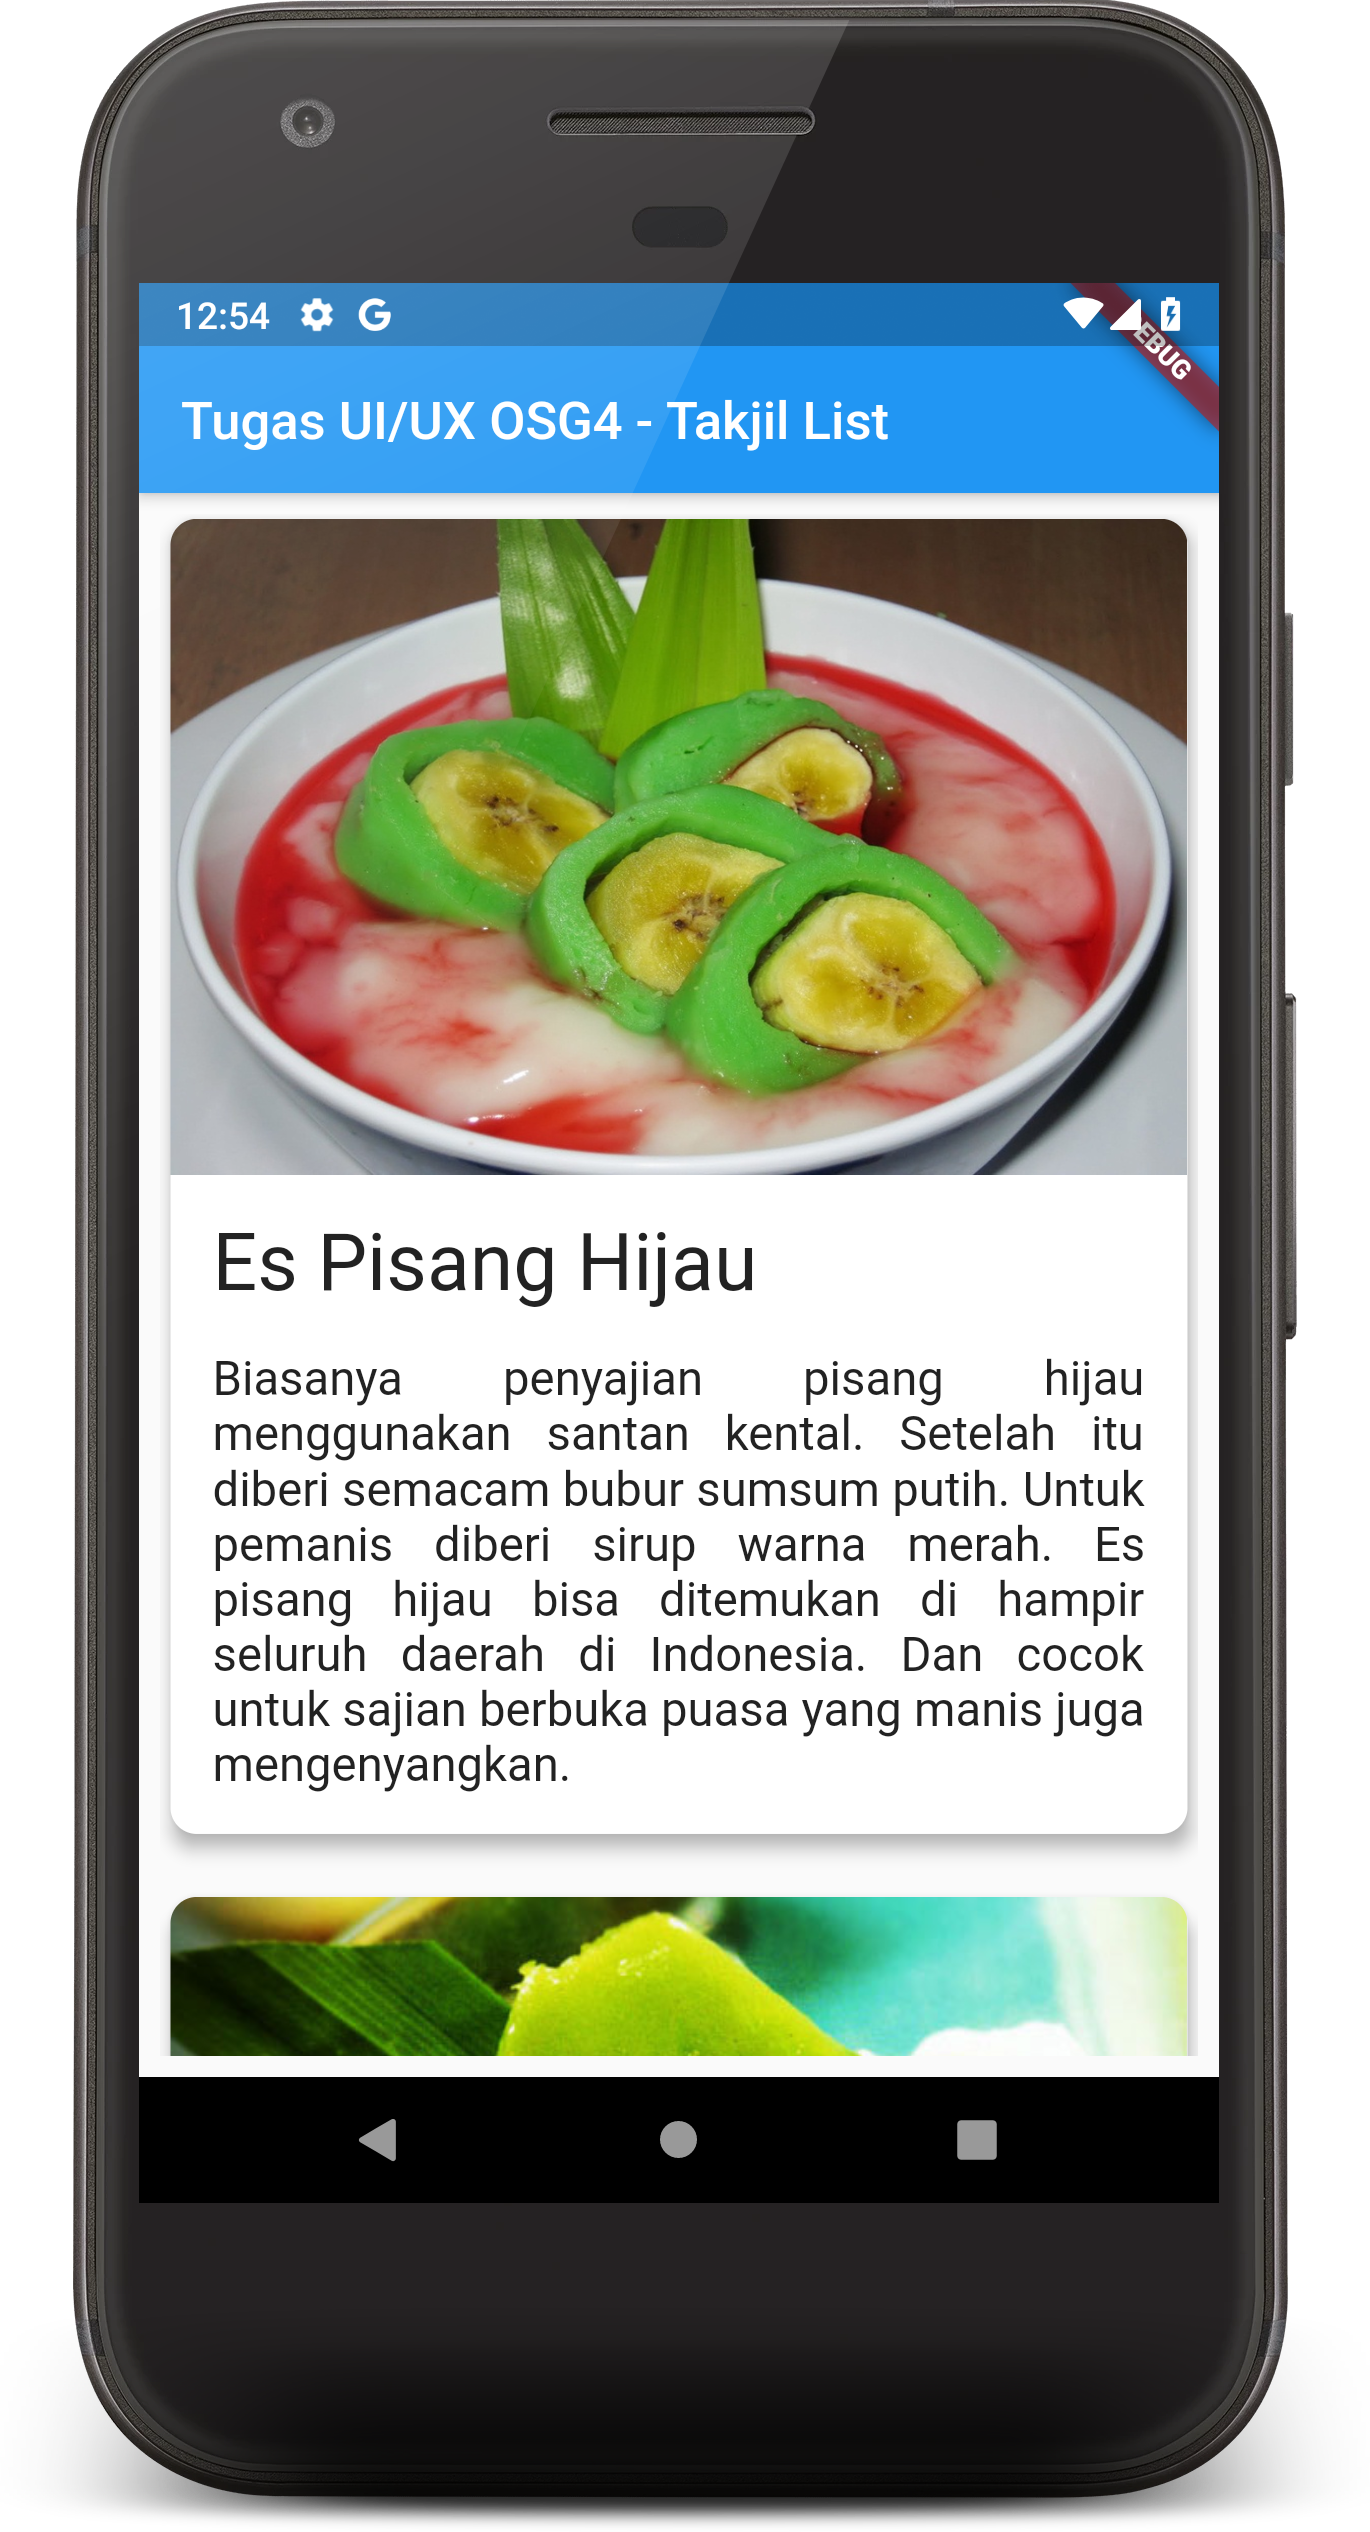 12:54
EBUG
Tugas UI/UX OSG4 - Takjil List
Es Pisang Hijau
Biasanya penyajian pisang hijau
menggunakan santan kental. Setelah itu
diberi semacam bubur sumsum putih. Untuk
pemanis diberi sirup warna merah. Es
pisang hijau bisa ditemukan di hampir
seluruh daerah di Indonesia. Dan cocok
untuk sajian berbuka puasa yang manis juga
mengenyangkan.